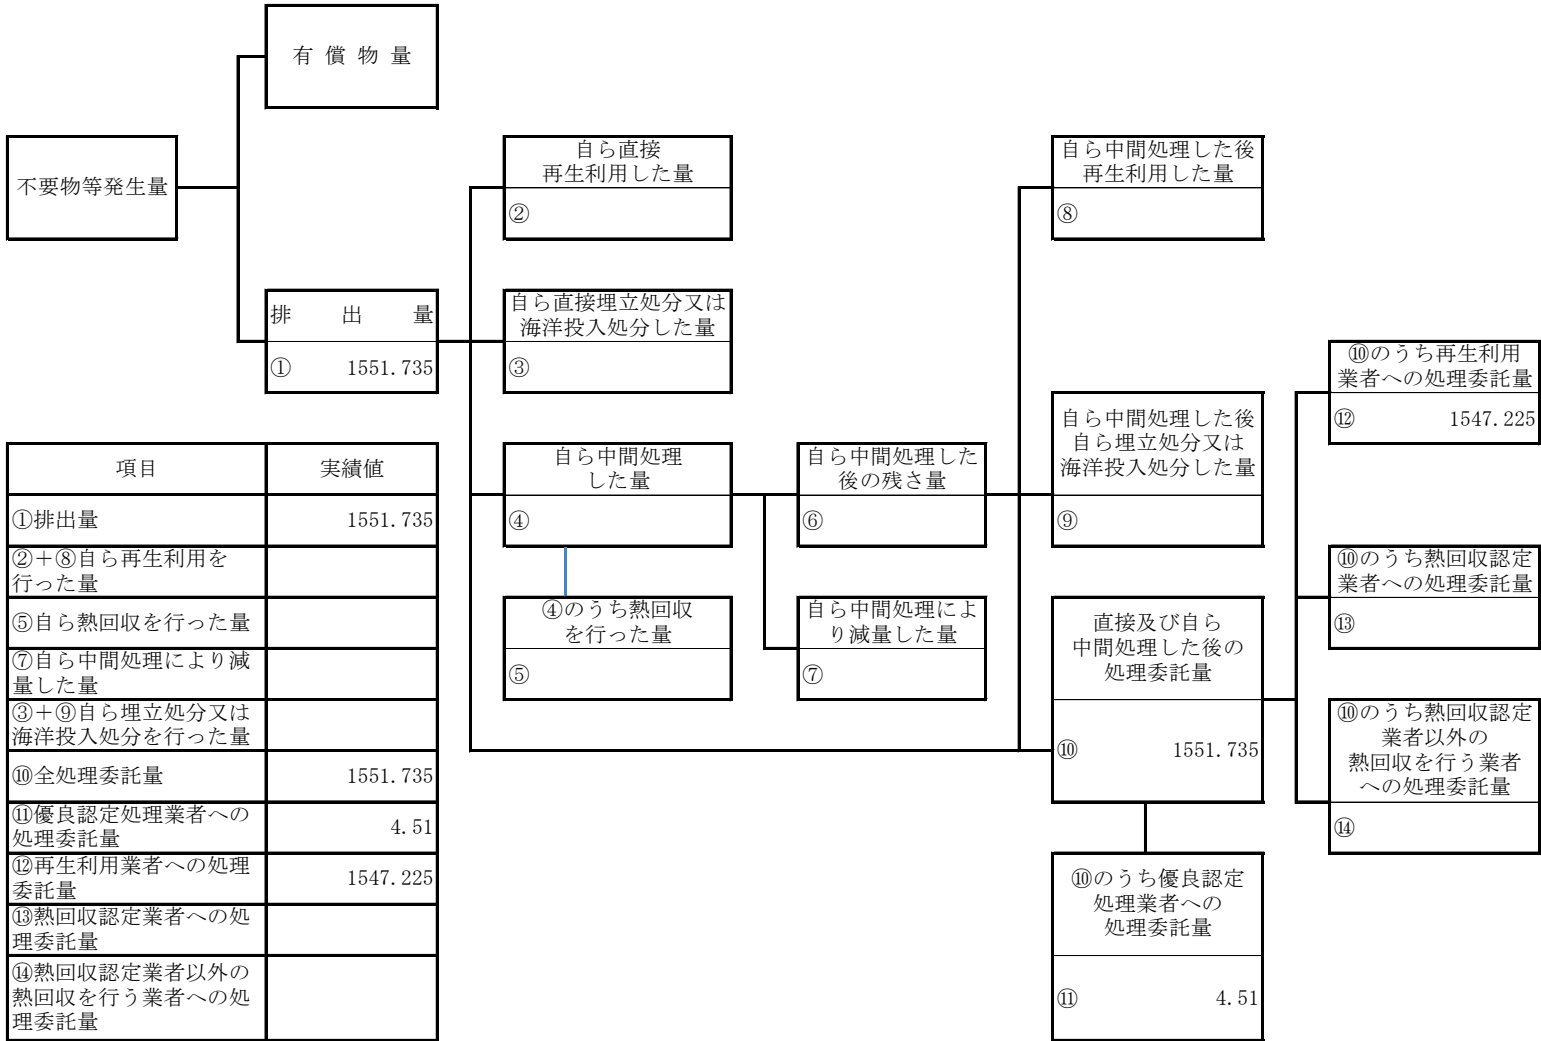 有償物量
不要物等発生量
排出量
① 1551.735
自ら直接
再生利用した量
②
自ら直接埋立処分又は
海洋投入処分した量
③
自ら中間処理
した量
④
④のうち熱回収
を行った量
⑤
自ら中間処理した
後の残さ量
⑥
自ら中間処理によ
り減量した量
⑦
自ら中間処理した後
再生利用した量
⑧
自ら中間処理した後
自ら埋立処分又は
海洋投入処分した量
⑨
直接及び自ら
中間処理した後の
処理委託量
⑩ 1551.735
⑩のうち優良認定
処理業者への
処理委託量
⑪ 4.51
⑩のうち再生利用
業者への処理委託量
⑫ 1547.225
⑩のうち熱回収認定
業者への処理委託量
⑬
⑩のうち熱回収認定
業者以外の
熱回収を行う業者
への処理委託量
⑭
項目 実績値
①排出量 1551.735
②＋⑧自ら再生利用を
行った量
⑤自ら熱回収を行った量
⑦自ら中間処理により減
量した量
③＋⑨自ら埋立処分又は
海洋投入処分を行った量
⑩全処理委託量 1551.735
⑪優良認定処理業者への
処理委託量 4.51
⑫再生利用業者への処理
委託量 1547.225
⑬熱回収認定業者への処
理委託量
⑭熱回収認定業者以外の
熱回収を行う業者への処
理委託量